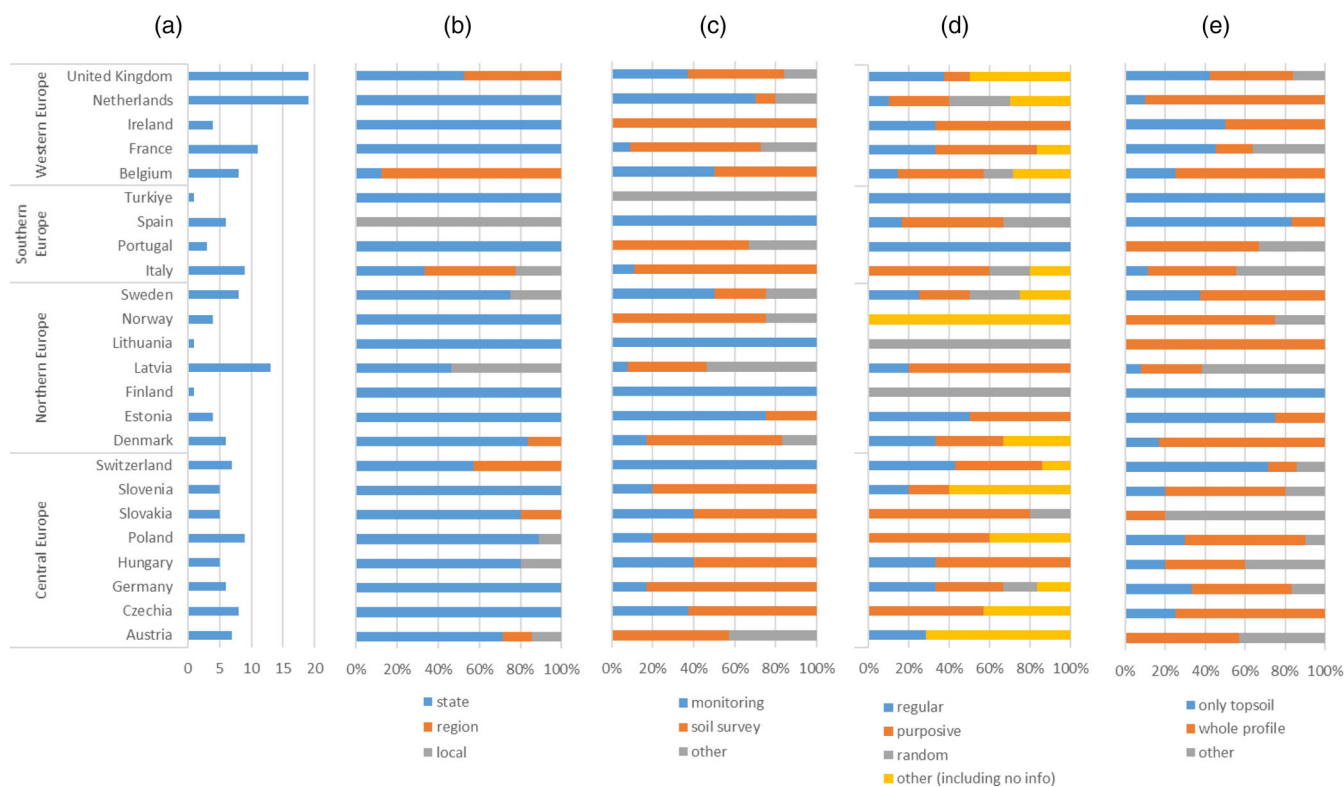 (a) (b) (c) (d) (e)
Western Europe
United Kingdom
Netherlands
Ireland
France
Belgium
Southern
Europe
Turkiye
Spain
Portugal
Italy
Northern Europe
Sweden
Norway
Lithuania
Latvia
Finland
Estonia
Denmark
Central Europe
Switzerland
Slovenia
Slovakia
Poland
Hungary
Germany
Czechia
Austria
0 5 10 15 20
0% 20% 40% 60% 80% 100%
0% 20% 40% 60% 80% 100%
0% 20% 40% 60% 80% 100%
0% 20% 40% 60% 80% 100%
state
region
local
monitoring
soil survey
other
regular
purposive
random
other (including no info)
only topsoil
whole profile
other